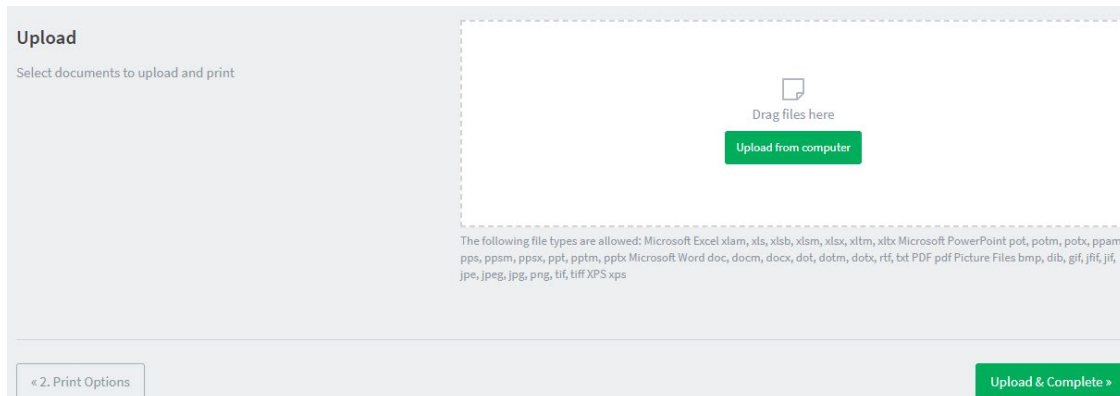 Upload
Select documents to upload and print
Drag files here
Upload from computer
The following file types are allowed: Microsoft Excel xlam, xls, xlsb, xlsm, xlsx, xltm, xltx Microsoft PowerPoint pot, potm, potx, ppam,
pps, ppsm, ppsx, ppt, pptm, pptx Microsoft Word doc, docm, docx, dot, dotm, dotx, rtf, txt PDF pdf Picture Files bmp, dib, gif, jfif, jif,
jpe, jpeg, jpg, png, tif, tiff XPS xps
« 2. Print Options
Upload & Complete »